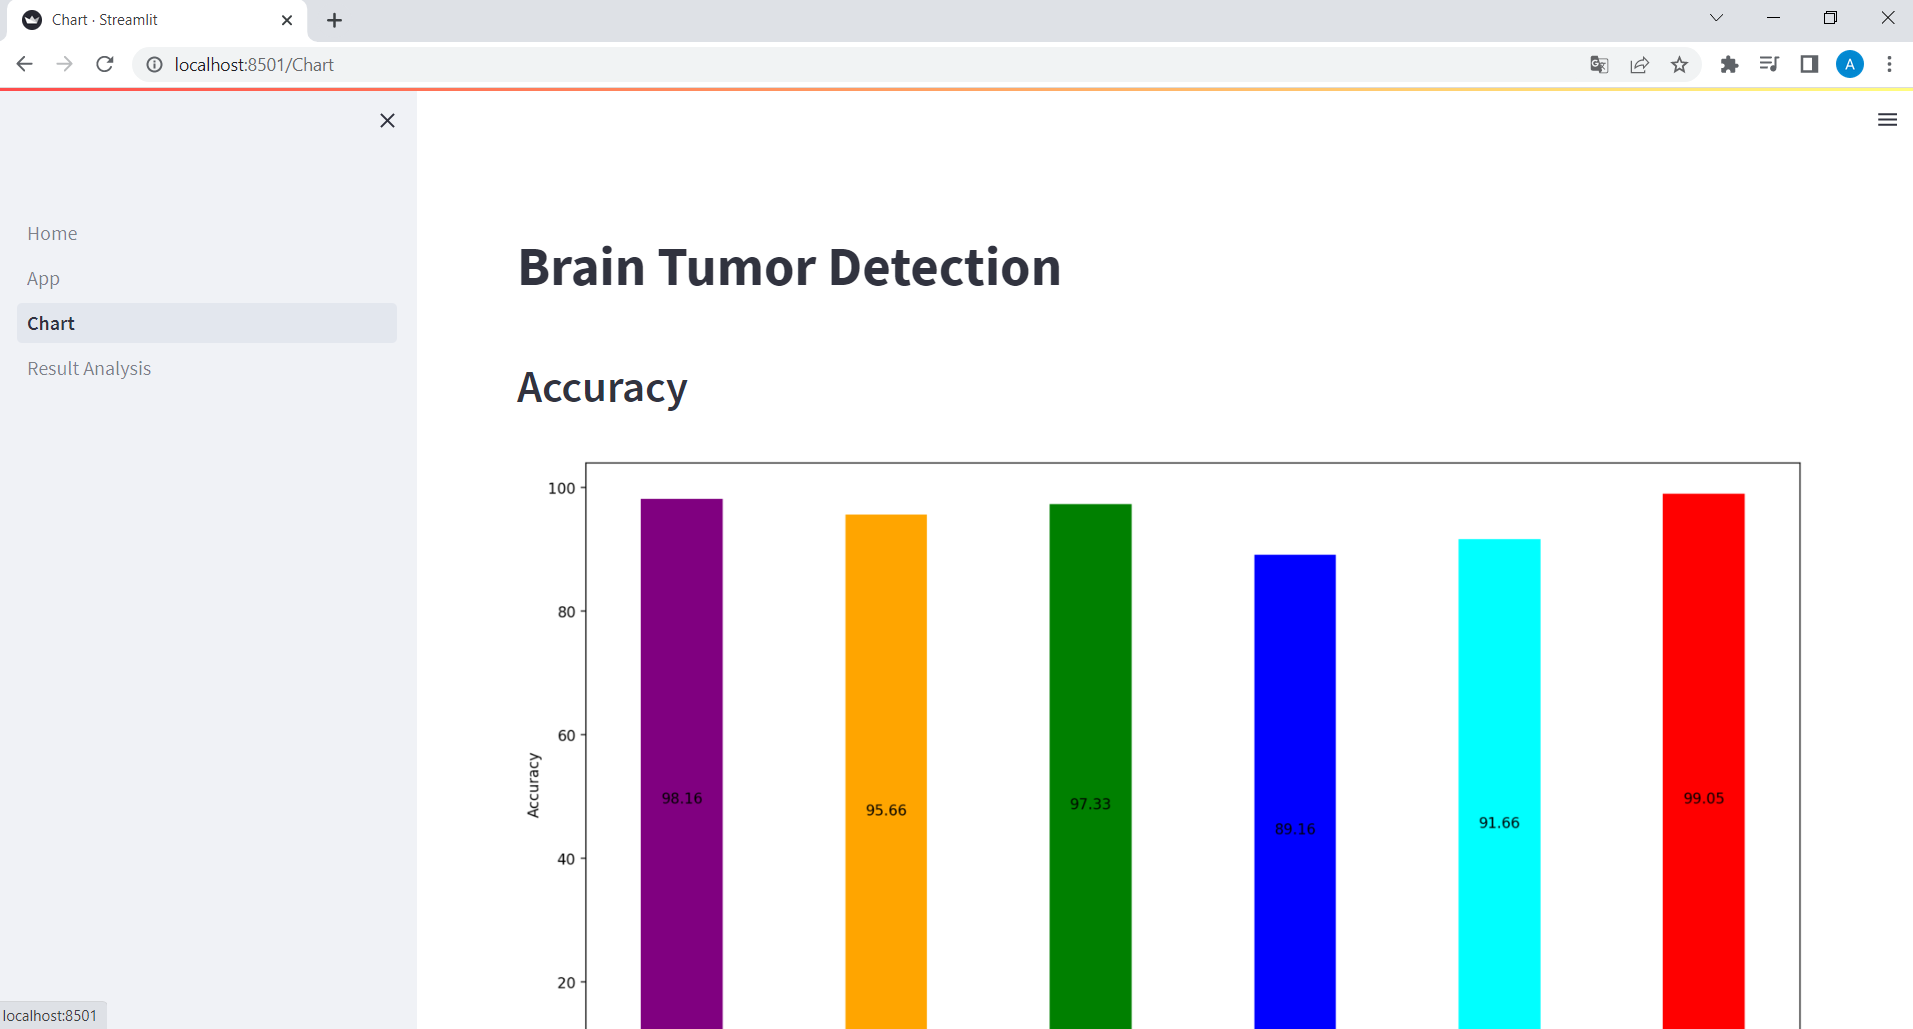 Chart · Streamlit
localhost:8501/Chart
A
Home
App
Chart
Result Analysis
Brain Tumor Detection
Accuracy
100
80
60
40
20
Accuracy
98.16
95.66
97.33
89.16
91.66
99.05
localhost:8501